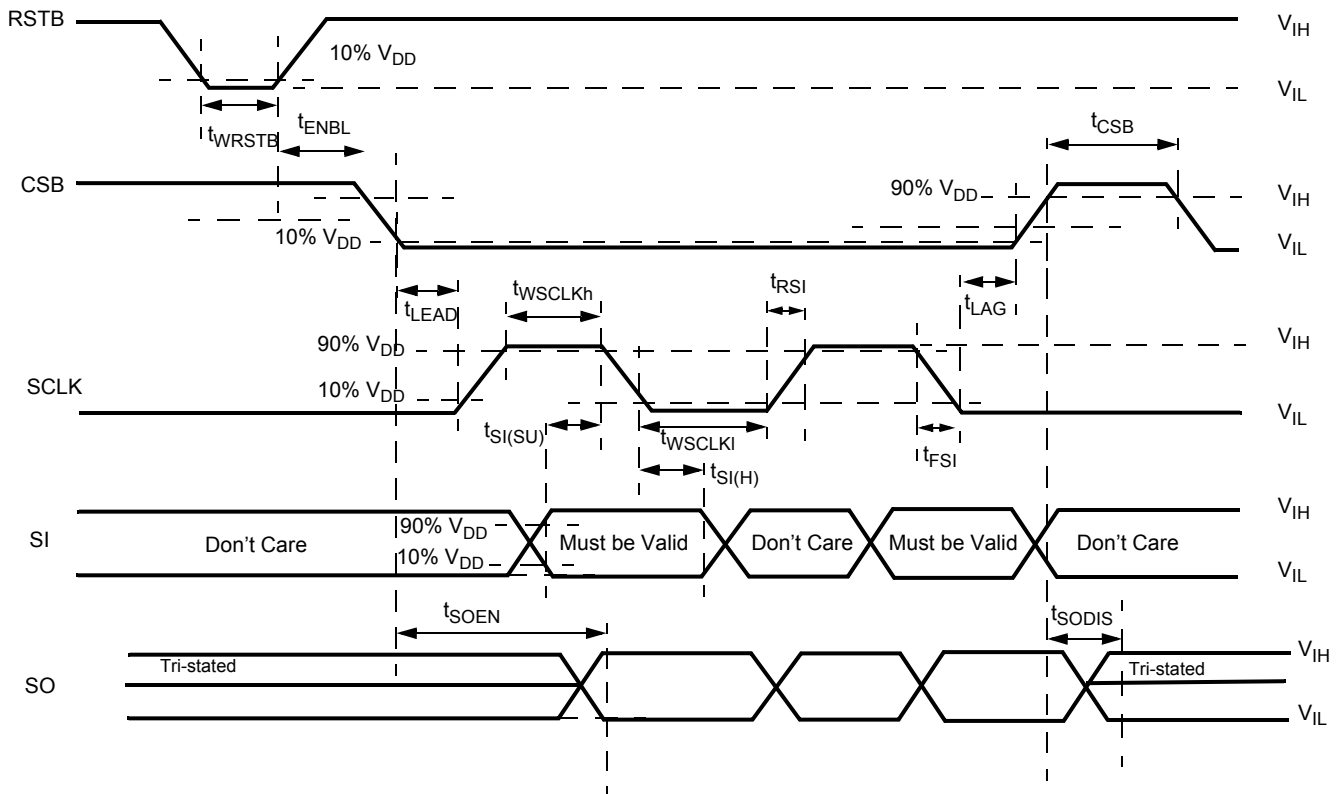 RSTB
V_IH
10% V_DD
V_IL
t_WRSTB
t_ENBL
t_CSB
CSB
90% V_DD
V_IH
10% V_DD
V_IL
t_LEAD
t_WSCLKh
t_RSI
t_LAG
90% V_DD
V_IH
SCLK
10% V_DD
V_IL
t_SI(SU)
t_WSCLKl
t_FSI
t_SI(H)
V_IH
SI
90% V_DD
Don't Care
Must be Valid
Don't Care
Must be Valid
Don't Care
10% V_DD
V_IL
t_SOEN
t_SODIS
V_IH
Tri-stated
Tri-stated
SO
V_IL